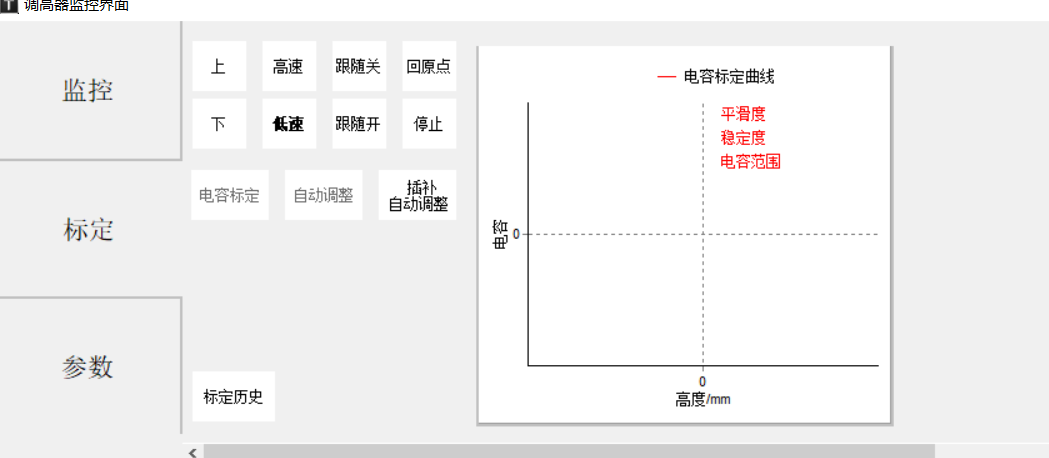 调高器监控界面
监控
标定
参数
上
高速
跟随关
回原点
下
低速
跟随开
停止
电容标定
自动调整
插补
自动调整
标定历史
电容标定曲线
平滑度
稳定度
电容范围
电容
0
0
高度/mm